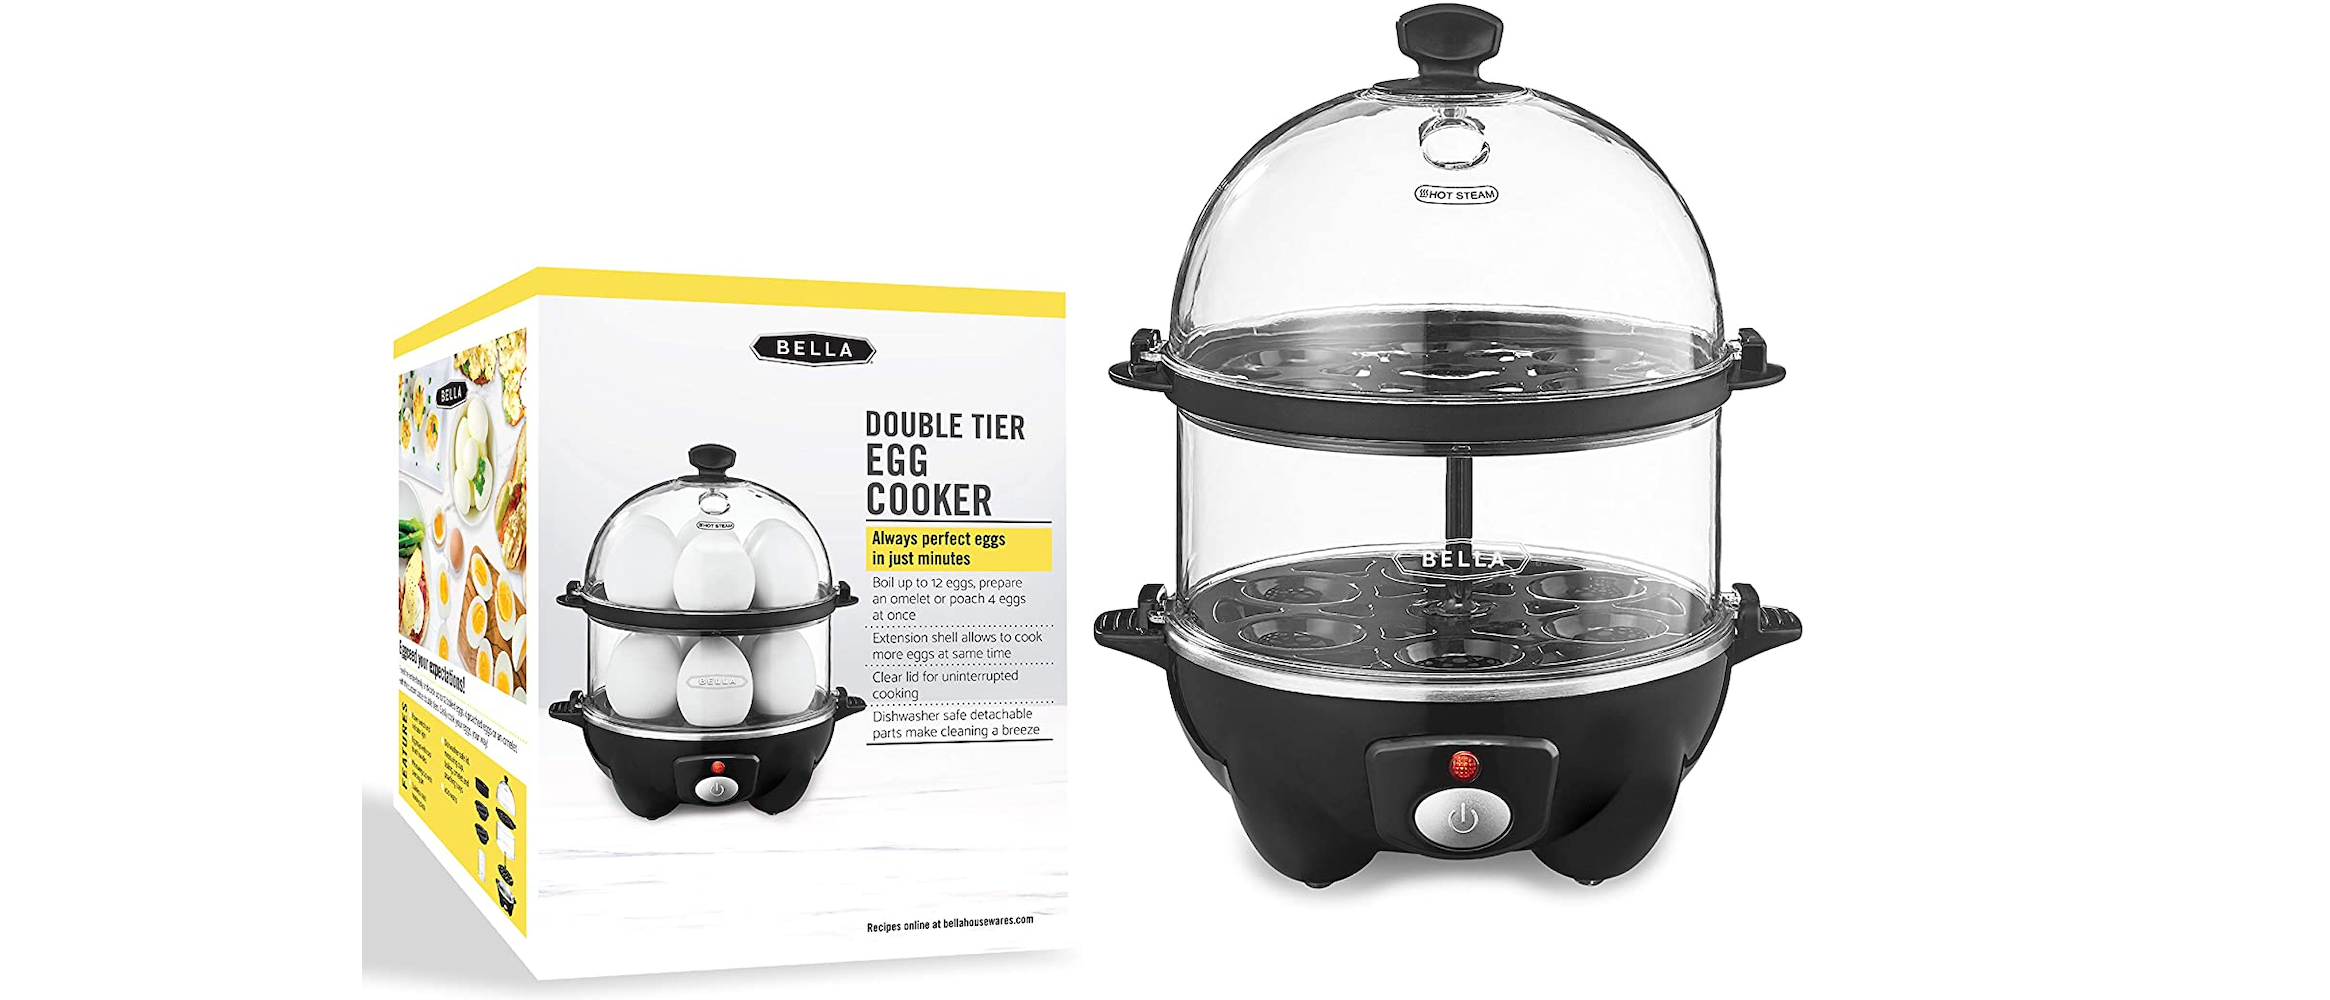 BELLA
DOUBLE TIER
EGG
COOKER
Always perfect eggs
in just minutes
Boil up to 12 eggs, prepare
an omelet or poach 4 eggs
at once
Extension shell allows to cook
more eggs at same time
Clear lid for uninterrupted
cooking
Dishwasher safe detachable
parts make cleaning a breeze
HOT STEAM
BELLA
Recipes online at bellahousewares.com
BELLA
Eggseed your expectations!
FEATURES
HOT STEAM
BELLA